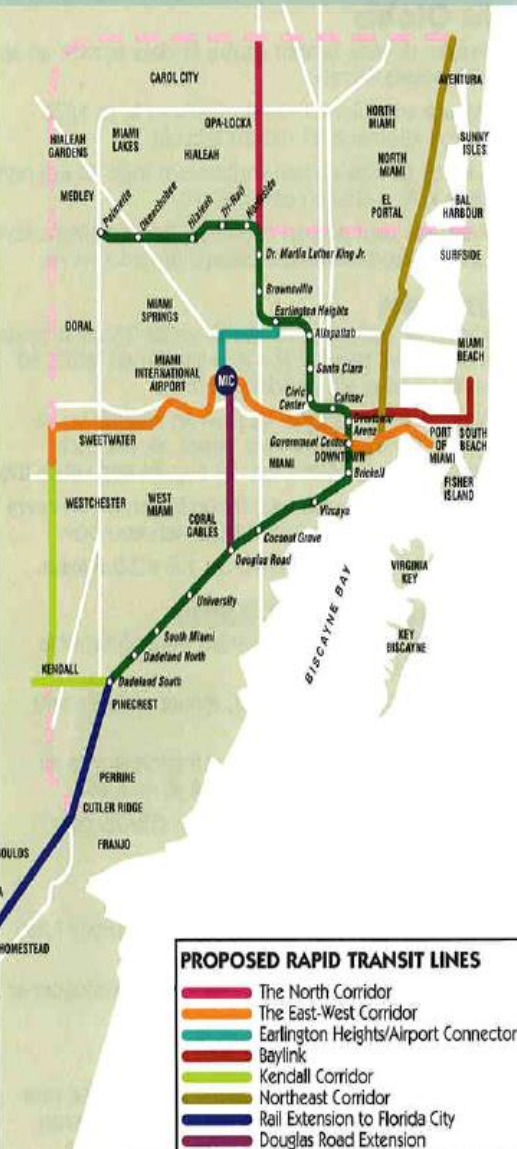 CAROL CITY
AVENTURA
OPA-LOCKA
NORTH
MIAMI
HIALEAH
GARDENS
MIAMI
LAKES
HIALEAH
SUNNY
ISLES
NORTH
MIAMI
MEDLEY
EL
PORTAL
BAL
HARBOUR
Palmetto
Okeechobee
Hialeah
Tri-Rail
Northside
Dr. Martin Luther King Jr.
SURFSIDE
Brownsville
MIAMI
SPRINGS
Earlington Heights
DORAL
Allapattah
MIAMI
BEACH
MIAMI
INTERNATIONAL
AIRPORT
Santa Clara
MIC
Civic
Center
Culmer
Overtown
Arena
SWEETWATER
Government Center
DOWNTOWN
MIAMI
PORT
OF
MIAMI
SOUTH
BEACH
Brickell
FISHER
ISLAND
WESTCHESTER
WEST
MIAMI
CORAL
GABLES
Vizcaya
Coconut Grove
Douglas Road
VIRGINIA
KEY
University
BISCAYNE BAY
KEY
BISCAYNE
South Miami
Dadeland North
KENDALL
Dadeland South
PINECREST
PERRINE
CUTLER RIDGE
FRANJO
OULDS
A
HOMESTEAD
PROPOSED RAPID TRANSIT LINES
The North Corridor
The East-West Corridor
Earlington Heights/Airport Connector
Baylink
Kendall Corridor
Northeast Corridor
Rail Extension to Florida City
Douglas Road Extension